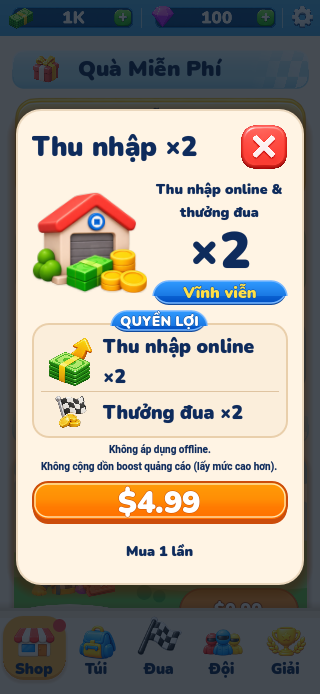 1K
100
Quà Miễn Phí
Thu nhập ×2
Thu nhập online &
thưởng đua
×2
Vĩnh viễn
QUYỀN LỢI
Thu nhập online
×2
Thưởng đua ×2
Không áp dụng offline.
Không cộng dồn boost quảng cáo (lấy mức cao hơn).
$4.99
Mua 1 lần
Shop
Túi
Đua
Đội
Giải